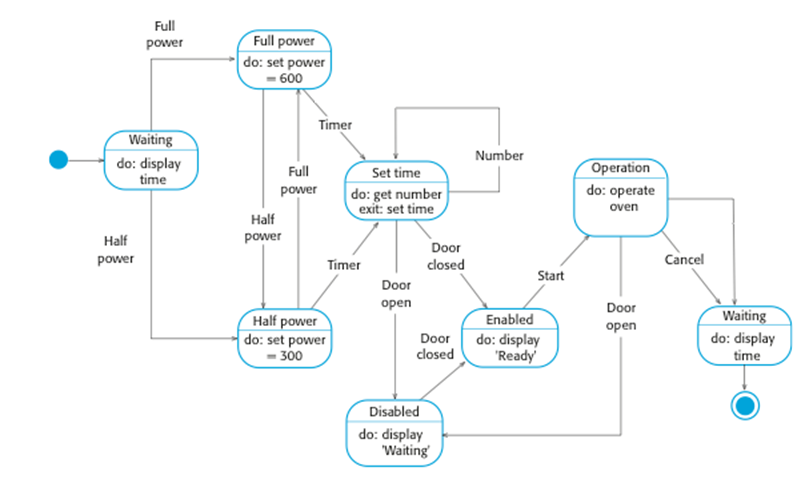 Full
power
Full power
do: set power
= 600
Timer
Waiting
do: display
time
Number
Full
power
Set time
do: get number
exit: set time
Operation
do: operate
oven
Half
power
Half
power
Timer
Door
closed
Door
open
Start
Cancel
Door
open
Half power
do: set power
= 300
Door
closed
Enabled
do: display
'Ready'
Waiting
do: display
time
Disabled
do: display
'Waiting'